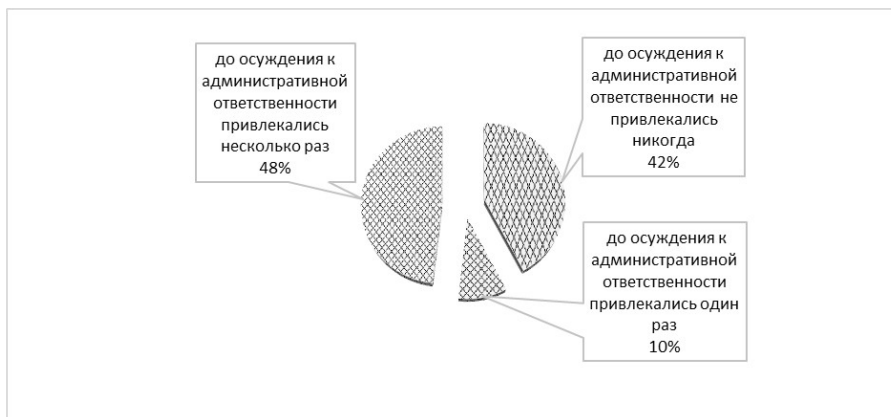 до осуждения к
административной
ответственности
привлекались
несколько раз
48%
до осуждения к
административной
ответственности не
привлекались
никогда
42%
до осуждения к
административной
ответственности
привлекались один
раз
10%